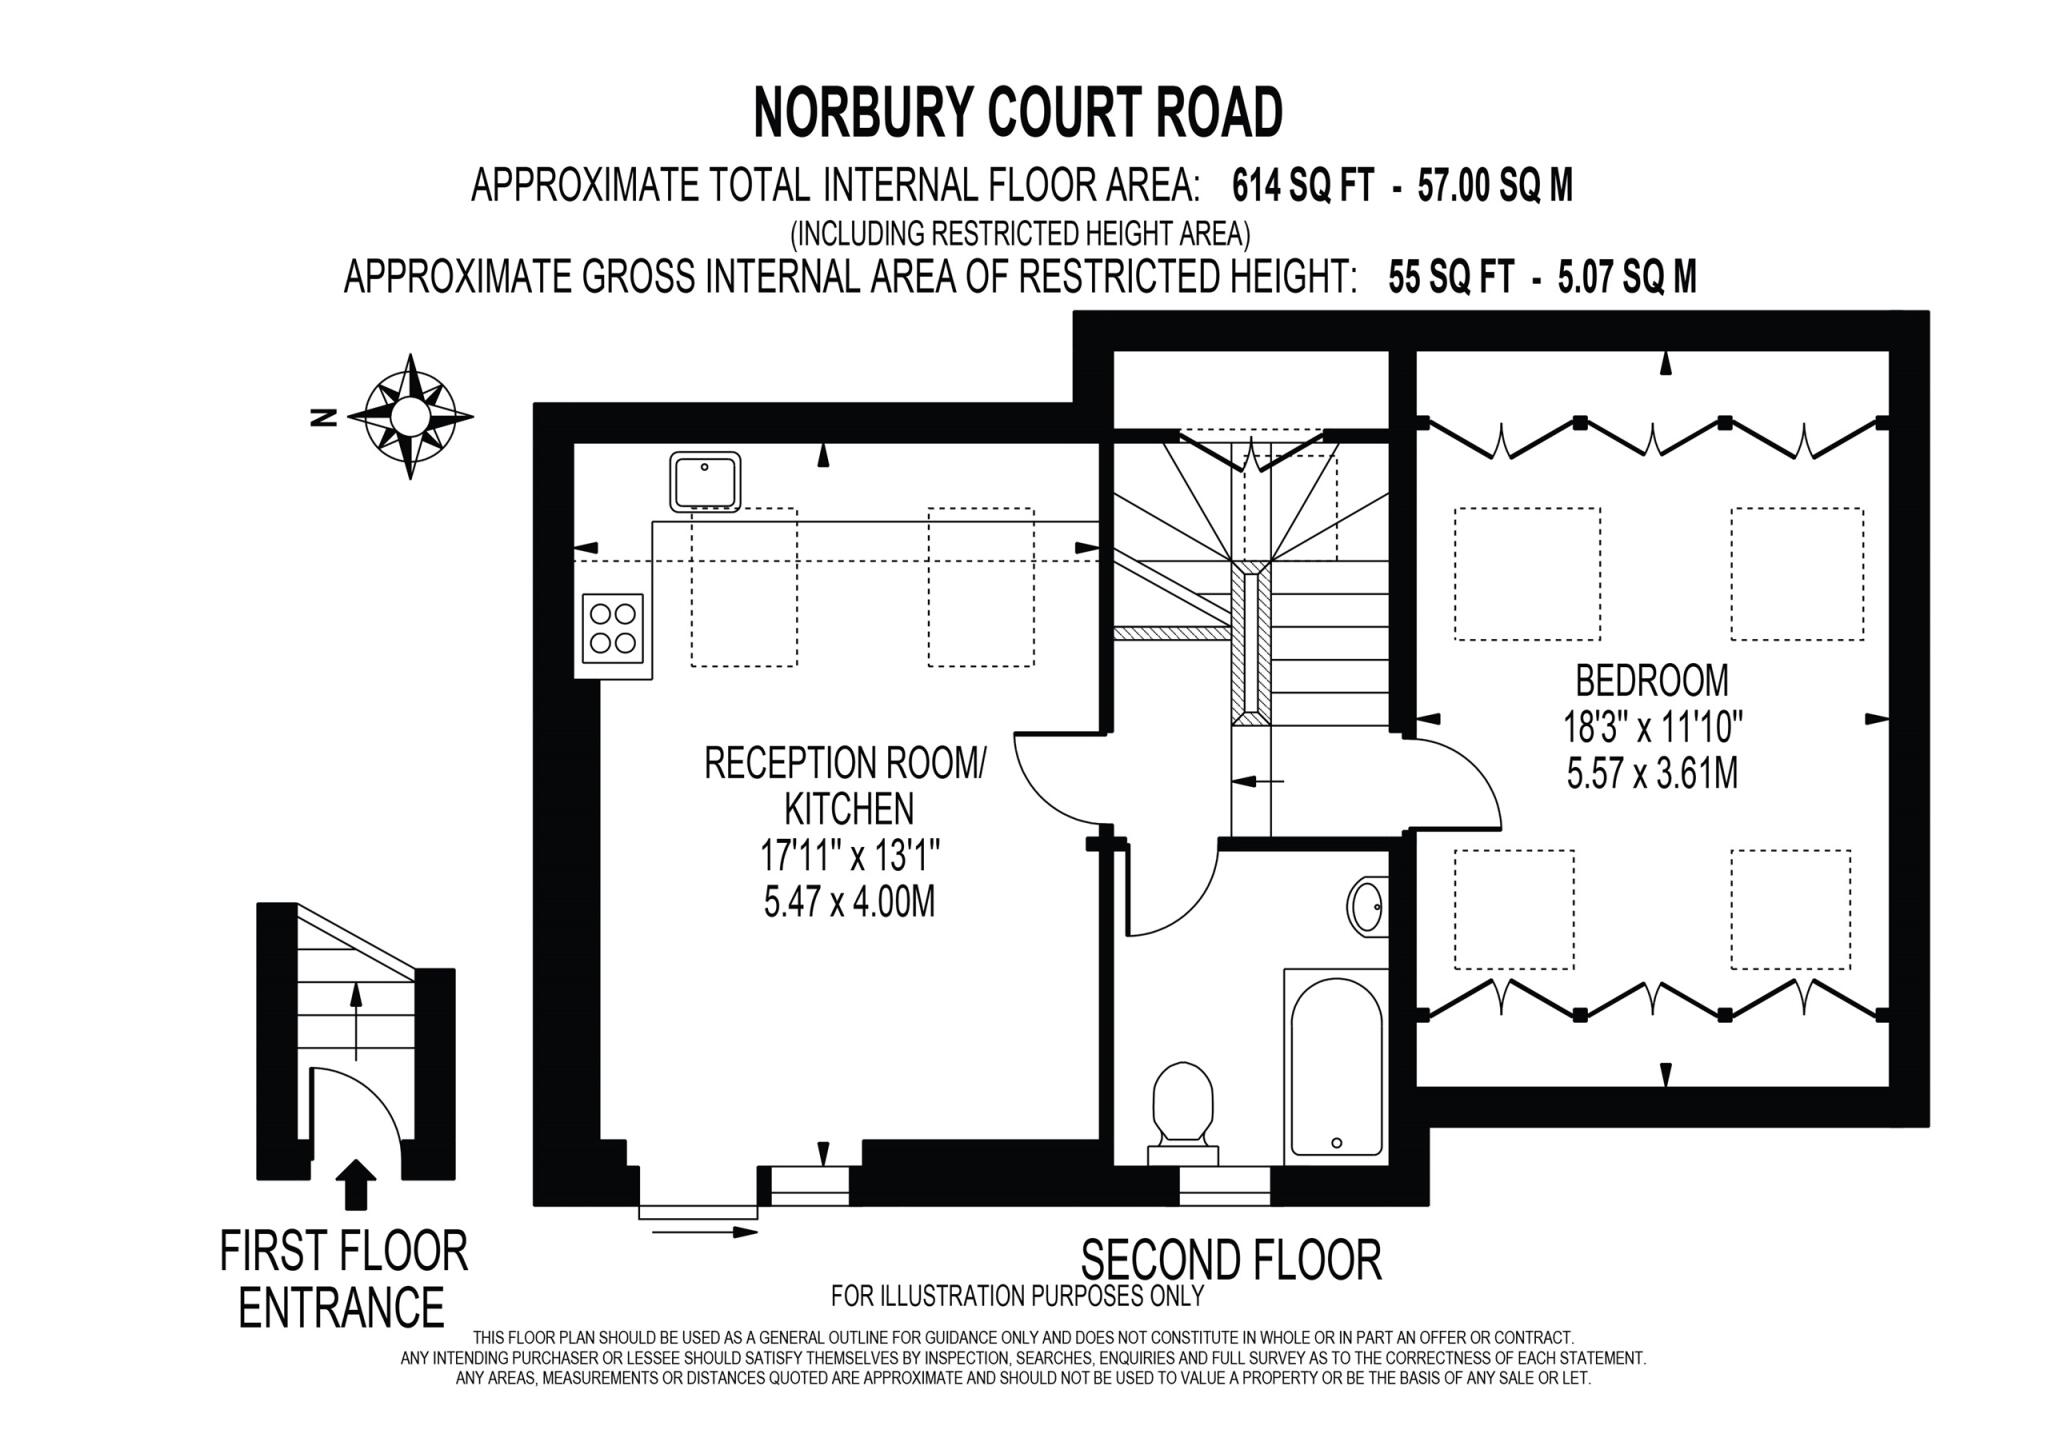 NORBURY COURT ROAD
APPROXIMATE TOTAL INTERNAL FLOOR AREA: 614 SQ FT - 57.00 SQ M
(INCLUDING RESTRICTED HEIGHT AREA)
APPROXIMATE GROSS INTERNAL AREA OF RESTRICTED HEIGHT: 55 SQ FT - 5.07 SQ M
N
BEDROOM
18'3" x 11'10"
5.57 x 3.61M
RECEPTION ROOM/
KITCHEN
17'11" x 13'1"
5.47 x 4.00M
FIRST FLOOR
ENTRANCE
SECOND FLOOR
FOR ILLUSTRATION PURPOSES ONLY
THIS FLOOR PLAN SHOULD BE USED AS A GENERAL OUTLINE FOR GUIDANCE ONLY AND DOES NOT CONSTITUTE IN WHOLE OR IN PART AN OFFER OR CONTRACT.
ANY INTENDING PURCHASER OR LESSEE SHOULD SATISFY THEMSELVES BY INSPECTION, SEARCHES, ENQUIRIES AND FULL SURVEY AS TO THE CORRECTNESS OF EACH STATEMENT.
ANY AREAS, MEASUREMENTS OR DISTANCES QUOTED ARE APPROXIMATE AND SHOULD NOT BE USED TO VALUE A PROPERTY OR BE THE BASIS OF ANY SALE OR LET.